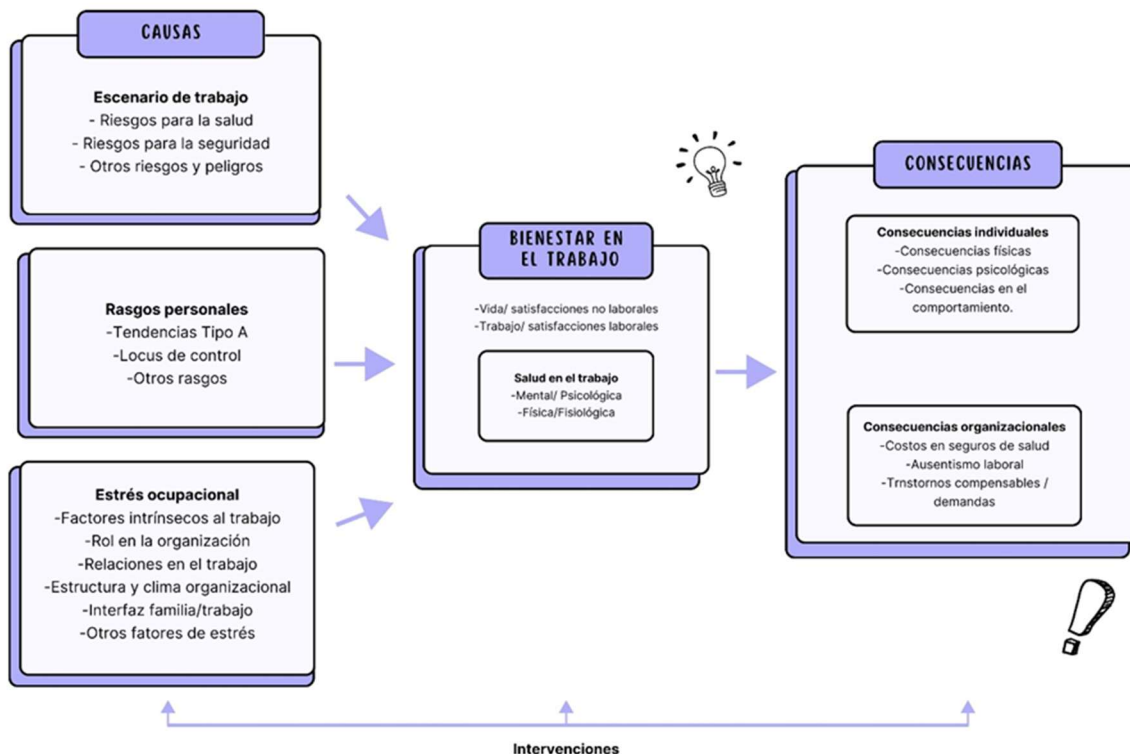 CAUSAS
Escenario de trabajo
- Riesgos para la salud
- Riesgos para la seguridad
- Otros riesgos y peligros
Rasgos personales
-Tendencias Tipo A
-Locus de control
-Otros rasgos
Estrés ocupacional
-Factores intrínsecos al trabajo
-Rol en la organización
-Relaciones en el trabajo
-Estructura y clima organizacional
-Interfaz familia/trabajo
-Otros fatores de estrés
BIENESTAR EN
EL TRABAJO
-Vida/ satisfacciones no laborales
-Trabajo/ satisfacciones laborales
Salud en el trabajo
-Mental/ Psicológica
-Física/Fisiológica
CONSECUENCIAS
Consecuencias individuales
-Consecuencias físicas
-Consecuencias psicológicas
-Consecuencias en el
comportamiento.
Consecuencias organizacionales
-Costos en seguros de salud
-Ausentismo laboral
-Trnstornos compensables /
demandas
Intervenciones